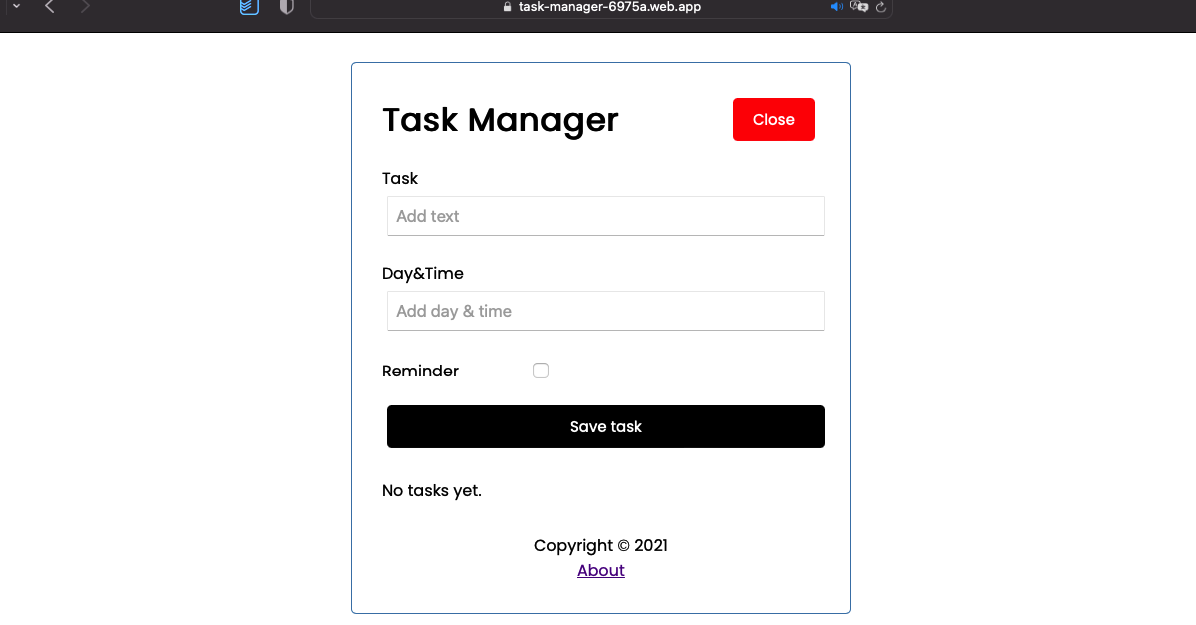 task-manager-6975a.web.app
Task Manager
Close
Task
Add text
Day&Time
Add day & time
Reminder
Save task
No tasks yet.
Copyright © 2021
About